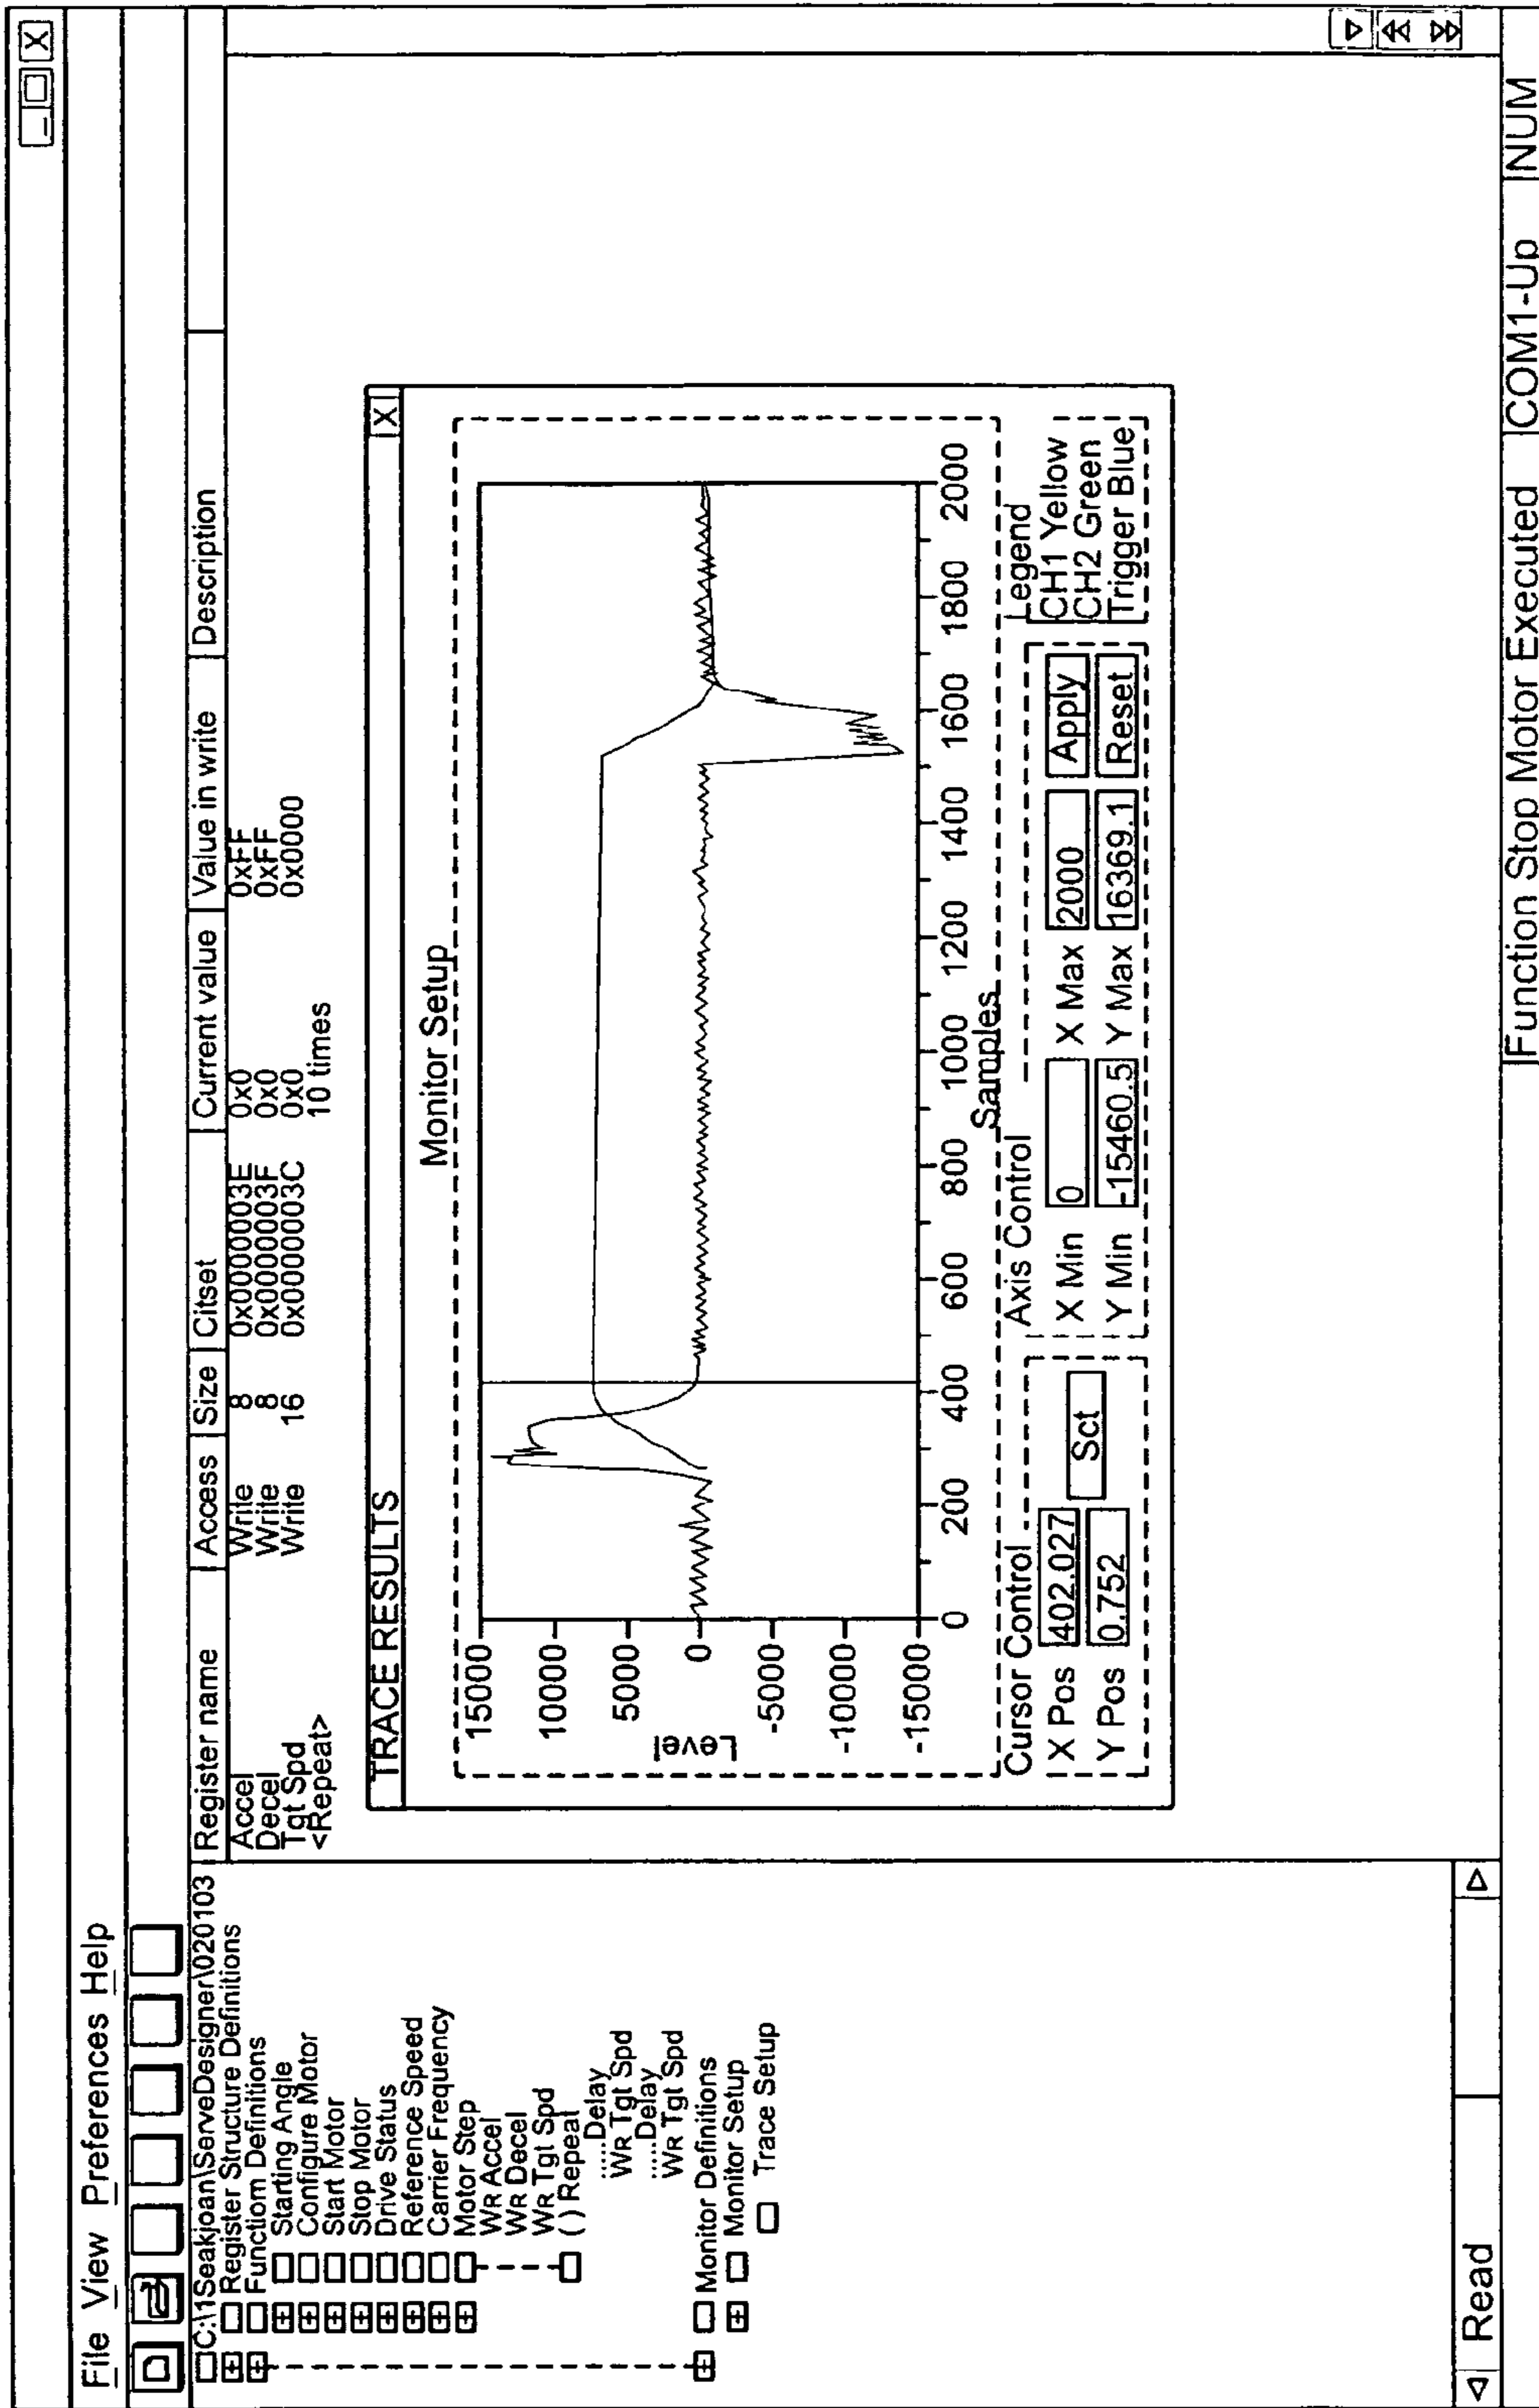 _ □ X
File View Preferences Help
C:\1Seakjoan\ServeDesigner\020103
Register Structure Definitions
Functiom Definitions
Starting Angle
Configure Motor
Start Motor
Stop Motor
Drive Status
Reference Speed
Carrier Frequency
Motor Step
WR Accel
WR Decel
WR Tgt Spd
( ) Repeat
.....Delay
WR Tgt Spd
.....Delay
WR Tgt Spd
Monitor Definitions
Monitor Setup
Trace Setup
Register name Access Size Citset Current value Value in write Description
Accel Write 8 0x0000003E 0x0 0xFF
Decel Write 8 0x0000003F 0x0 0xFF
Tgt Spd Write 16 0x0000003C 0x0 0x0000
<Repeat> 10 times
TRACE RESULTS X
Monitor Setup
15000
10000
5000
0
-5000
-10000
-15000
Level
0 200 400 600 800 1000 1200 1400 1600 1800 2000
Samples
Cursor Control Axis Control Legend
X Pos 402.027 Sct X Min 0 X Max 2000 Apply CH1 Yellow
CH2 Green
Y Pos 0.752 Y Min -15460.5 Y Max 16369.1 Reset Trigger Blue
Read
Function Stop Motor Executed COM1-Up NUM